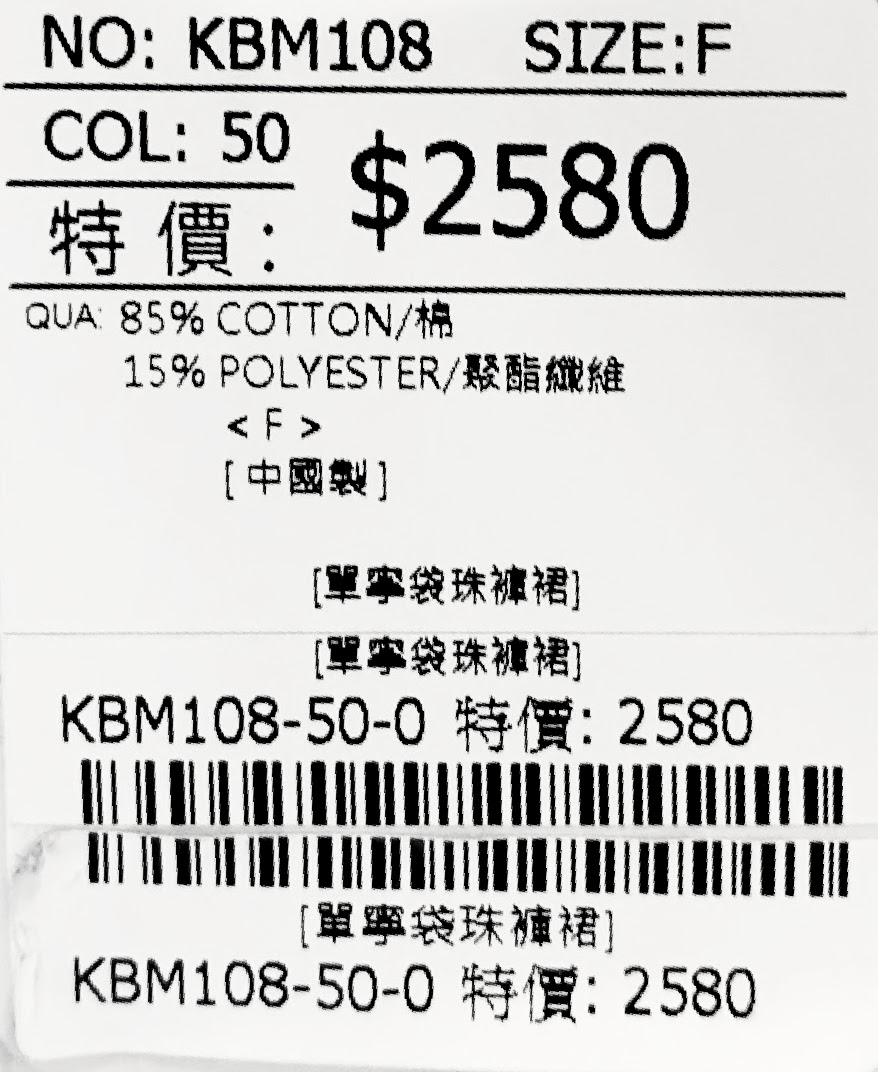 NO: KBM108 SIZE:F
COL: 50
$2580
特價:
QUA: 85% COTTON/棉
15% POLYESTER/聚酯纖維
< F >
[中國製]
[單寧袋珠褲裙]
[單寧袋珠褲裙]
KBM108-50-0 特價: 2580
[單寧袋珠褲裙]
KBM108-50-0 特價: 2580